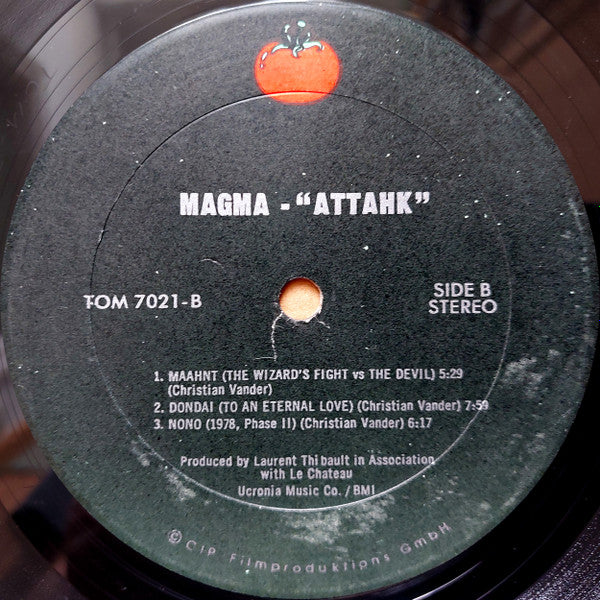 MAGMA - "ATTAHK"
TOM 7021-B
SIDE B
STEREO
1. MAAHNT (THE WIZARD'S FIGHT vs THE DEVIL) 5:29
(Christian Vander)
2. DONDAI (TO AN ETERNAL LOVE) (Christian Vander) 7:59
3. NONO (1978, Phase II) (Christian Vander) 6:17
Produced by Laurent Thibault in Association
with Le Chateau
Ucronia Music Co. / BMI
©CIP Filmproduktions GmbH